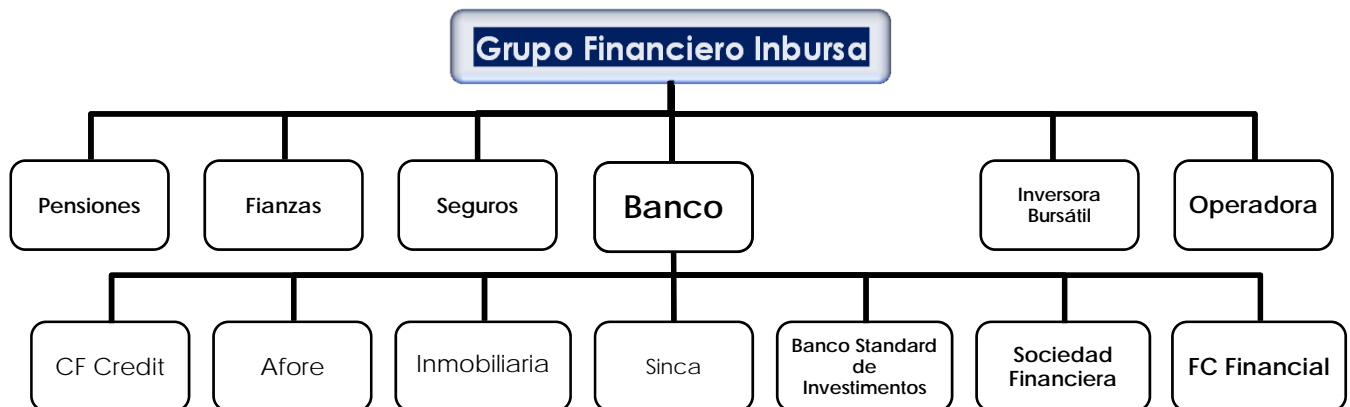 Grupo Financiero Inbursa
Pensiones
Fianzas
Seguros
Banco
Inversora
Bursátil
Operadora
CF Credit
Afore
Inmobiliaria
Sinca
Banco Standard
de
Investimentos
Sociedad
Financiera
FC Financial